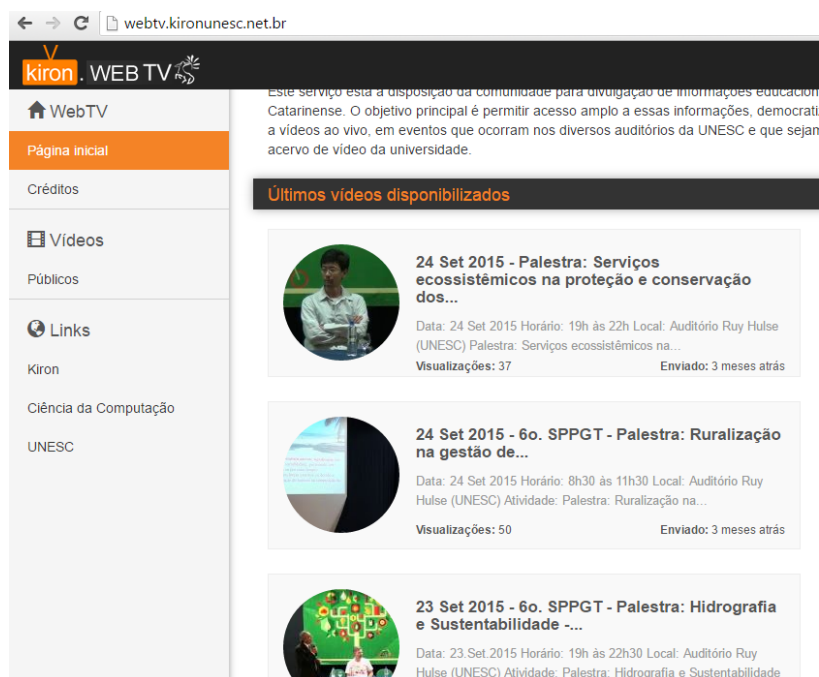 webtv.kironunesc.net.br
kiron. WEB TV
WebTV
Página inicial
Créditos
Vídeos
Públicos
Links
Kiron
Ciência da Computação
UNESC
Este serviço está à disposição da comunidade para divulgação de informações educacion
Catarinense. O objetivo principal é permitir acesso amplo a essas informações, democrati
a vídeos ao vivo, em eventos que ocorram nos diversos auditórios da UNESC e que sejam
acervo de vídeo da universidade.
Últimos vídeos disponibilizados
24 Set 2015 - Palestra: Serviços
ecossistêmicos na proteção e conservação
dos...
Data: 24 Set 2015 Horário: 19h às 22h Local: Auditório Ruy Hulse
(UNESC) Palestra: Serviços ecossistêmicos na...
Visualizações: 37 Enviado: 3 meses atrás
24 Set 2015 - 6o. SPPGT - Palestra: Ruralização
na gestão de...
Data: 24 Set 2015 Horário: 8h30 às 11h30 Local: Auditório Ruy
Hulse (UNESC) Atividade: Palestra: Ruralização na...
Visualizações: 50 Enviado: 3 meses atrás
23 Set 2015 - 6o. SPPGT - Palestra: Hidrografia
e Sustentabilidade -...
Data: 23.Set.2015 Horário: 19h às 22h30 Local: Auditório Ruy
Hulse (UNESC) Atividade: Palestra: Hidrografia e Sustentabilidade